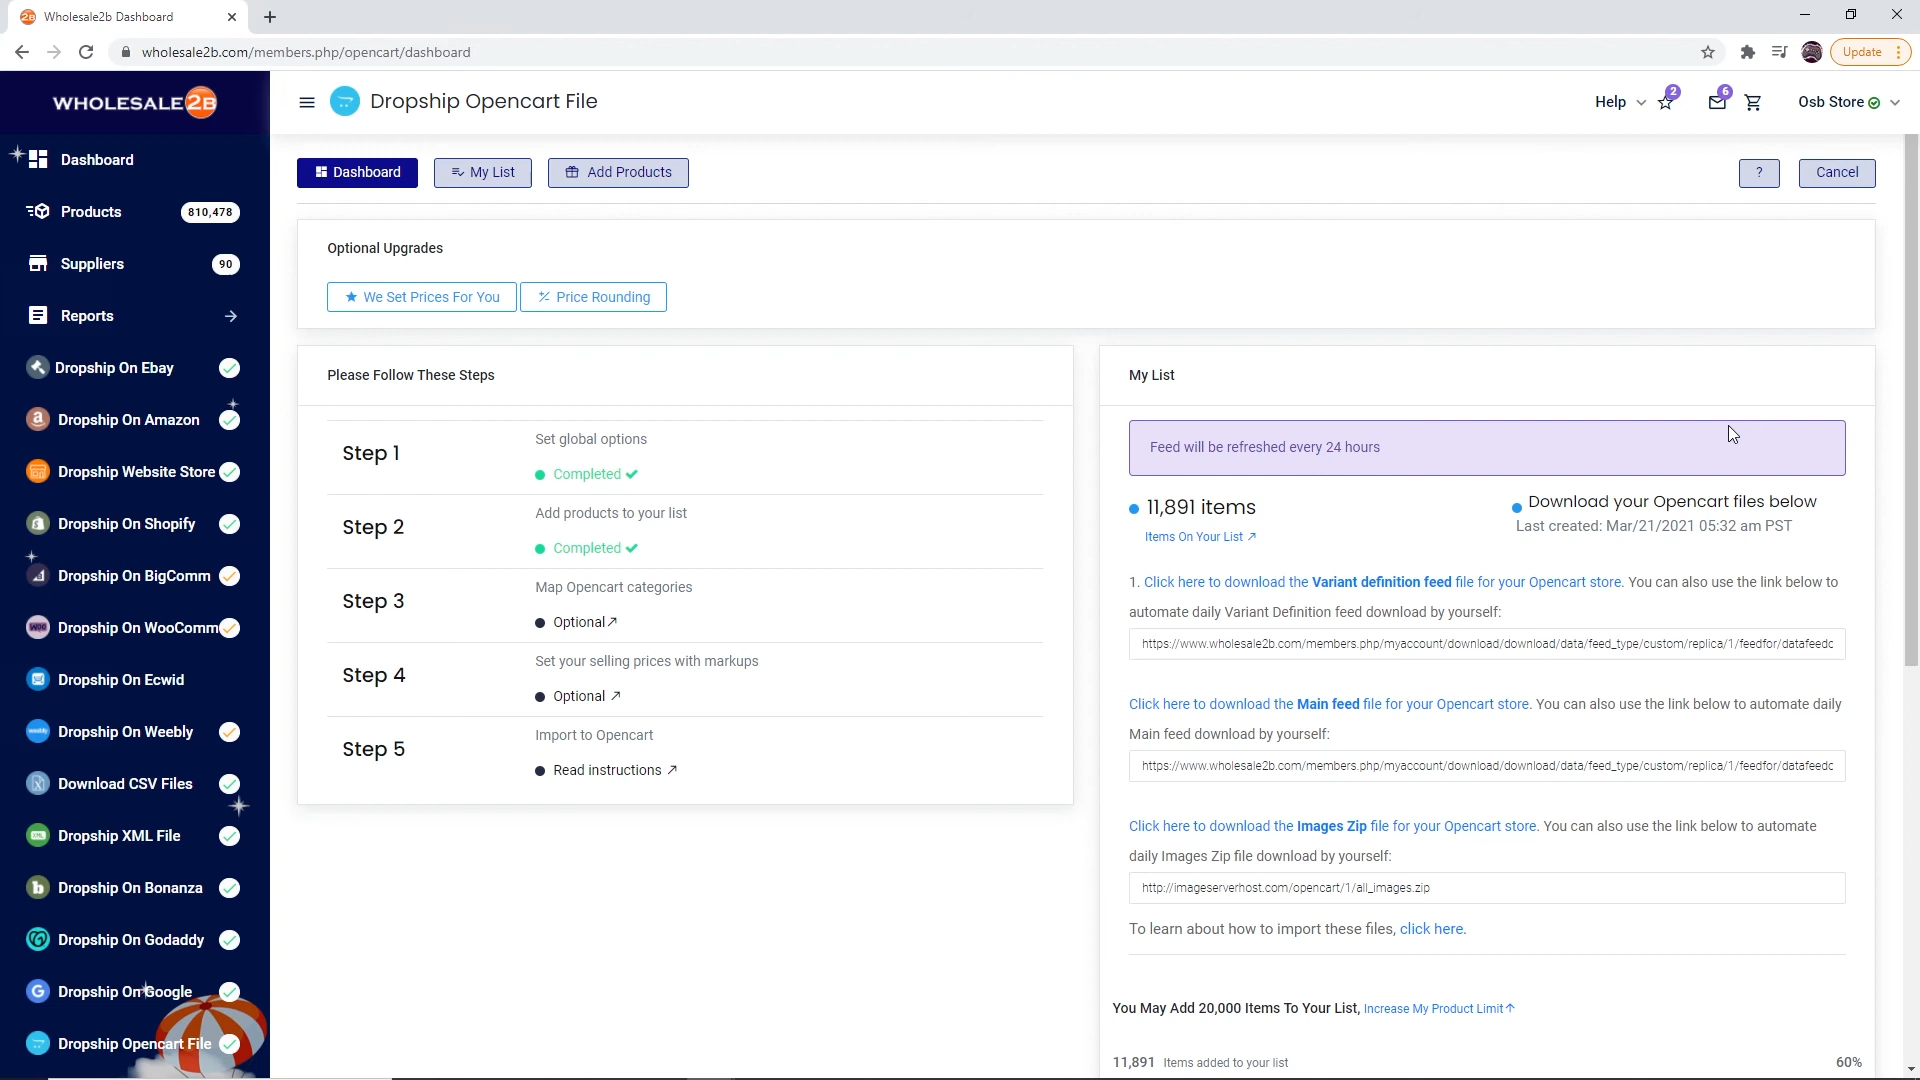 Wholesale2b Dashboard
wholesale2b.com/members.php/opencart/dashboard
Update
WHOLESALE2B
Dropship Opencart File
Help
2
6
Osb Store
Dashboard
Products 810,478
Suppliers 90
Reports
Dropship On Ebay
Dropship On Amazon
Dropship Website Store
Dropship On Shopify
Dropship On BigComm
Dropship On WooComm
Dropship On Ecwid
Dropship On Weebly
Download CSV Files
Dropship XML File
Dropship On Bonanza
Dropship On Godaddy
Dropship On Google
Dropship Opencart File
Dashboard
My List
Add Products
?
Cancel
Optional Upgrades
We Set Prices For You
Price Rounding
Please Follow These Steps
Step 1
Set global options
Completed
Step 2
Add products to your list
Completed
Step 3
Map Opencart categories
Optional
Step 4
Set your selling prices with markups
Optional
Step 5
Import to Opencart
Read instructions
My List
Feed will be refreshed every 24 hours
11,891 items
Items On Your List
Download your Opencart files below
Last created: Mar/21/2021 05:32 am PST
1. Click here to download the Variant definition feed file for your Opencart store. You can also use the link below to
automate daily Variant Definition feed download by yourself:
https://www.wholesale2b.com/members.php/myaccount/download/download/data/feed_type/custom/replica/1/feedfor/datafeedc
Click here to download the Main feed file for your Opencart store. You can also use the link below to automate daily
Main feed download by yourself:
https://www.wholesale2b.com/members.php/myaccount/download/download/data/feed_type/custom/replica/1/feedfor/datafeedc
Click here to download the Images Zip file for your Opencart store. You can also use the link below to automate
daily Images Zip file download by yourself:
http://imageserverhost.com/opencart/1/all_images.zip
To learn about how to import these files, click here.
You May Add 20,000 Items To Your List, Increase My Product Limit
11,891 Items added to your list
60%